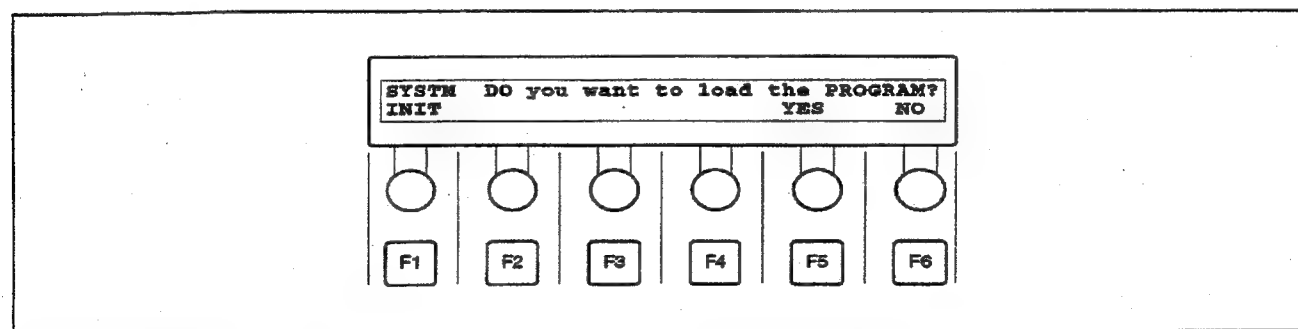 SYSTM DO you want to load the PROGRAM?
INIT YES NO
F1 F2 F3 F4 F5 F6